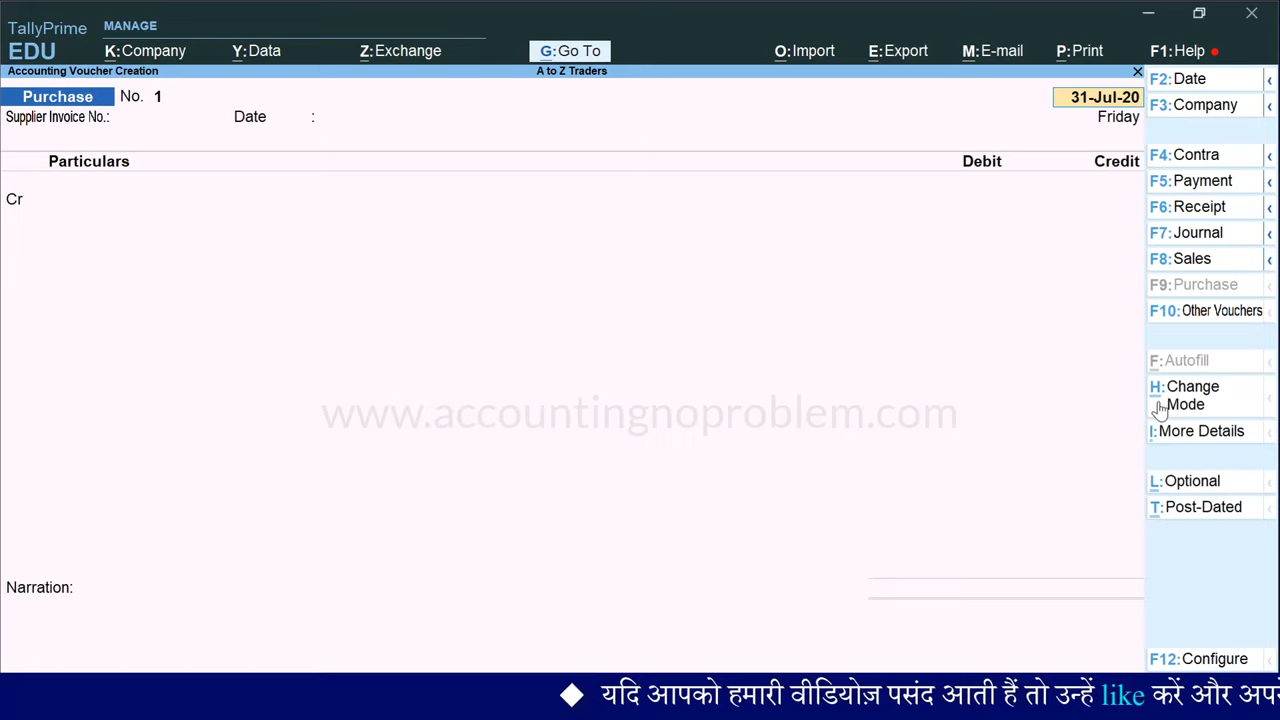 TallyPrime MANAGE
EDU K:Company Y:Data Z:Exchange G:Go To O:Import E:Export M:E-mail P:Print F1:Help
Accounting Voucher Creation A to Z Traders
Purchase No. 1 31-Jul-20
Supplier Invoice No.: Date : Friday
Particulars Debit Credit
Cr
www.accountingnoproblem.com
Narration:
F2:Date
F3:Company
F4:Contra
F5:Payment
F6:Receipt
F7:Journal
F8:Sales
F9:Purchase
F10:Other Vouchers
F:Autofill
H:Change
Mode
I:More Details
L:Optional
T:Post-Dated
F12:Configure
यदि आपको हमारी वीडियोज़ पसंद आती हैं तो उन्हें like करें और